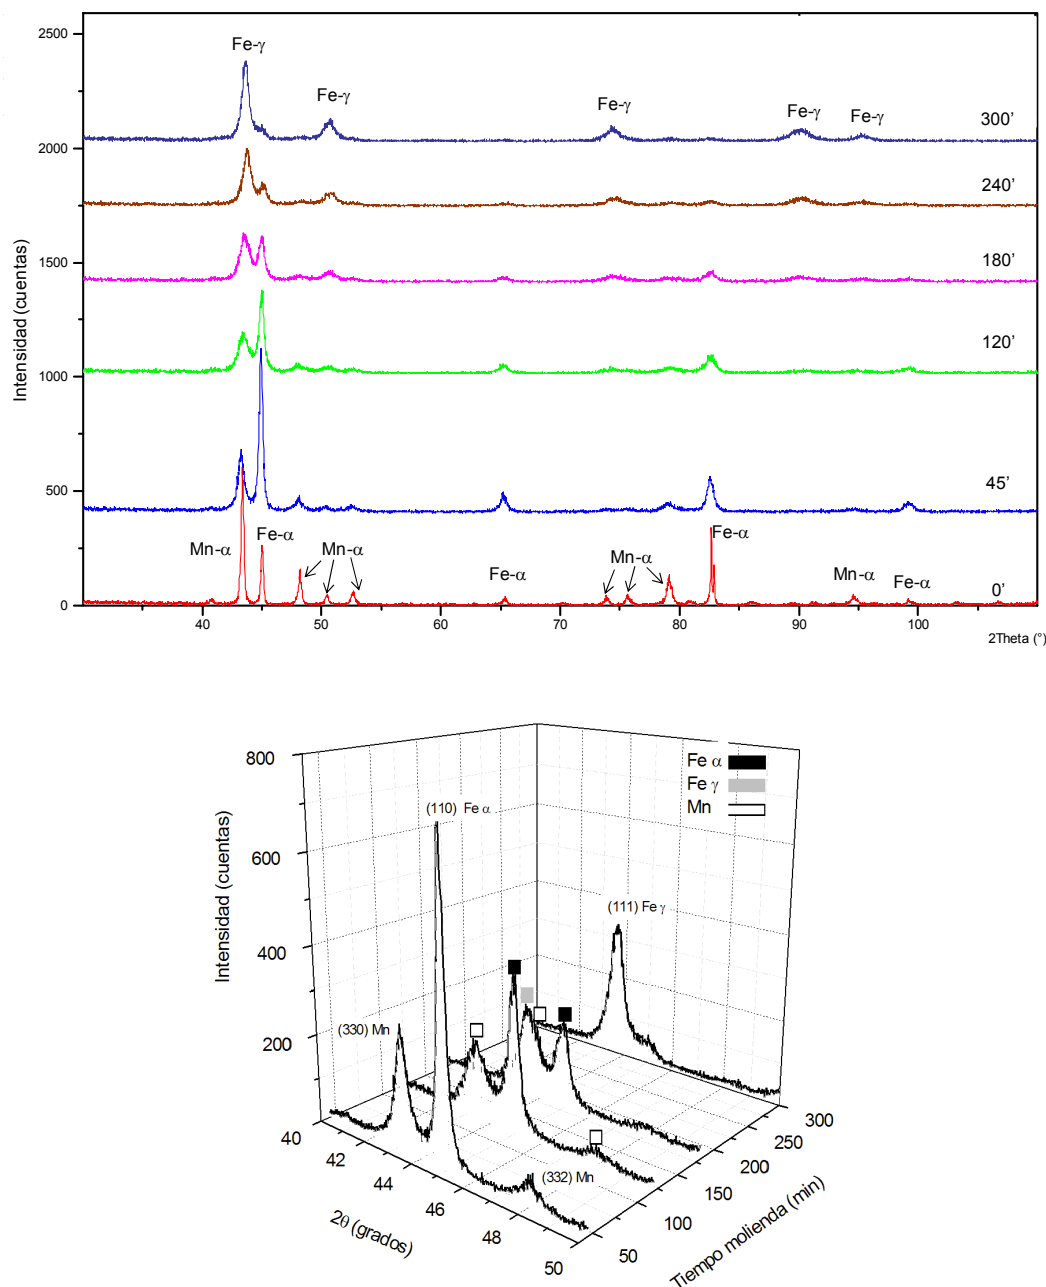 2500
Fe-γ
Fe-γ
Fe-γ
Fe-γ
Fe-γ
300'
2000
240'
1500
180'
Intensidad (cuentas)
120'
1000
500
45'
Mn-α
Fe-α
Mn-α
Fe-α
Mn-α
Fe-α
Mn-α
Fe-α
0'
0
40
50
60
70
80
90
100
2Theta (°)
800
Fe α
Fe γ
Mn
(110) Fe α
600
Intensidad (cuentas)
(111) Fe γ
400
(330) Mn
200
40
42
44
46
48
50
(332) Mn
300
250
200
150
100
50
2θ (grados)
Tiempo molienda (min)